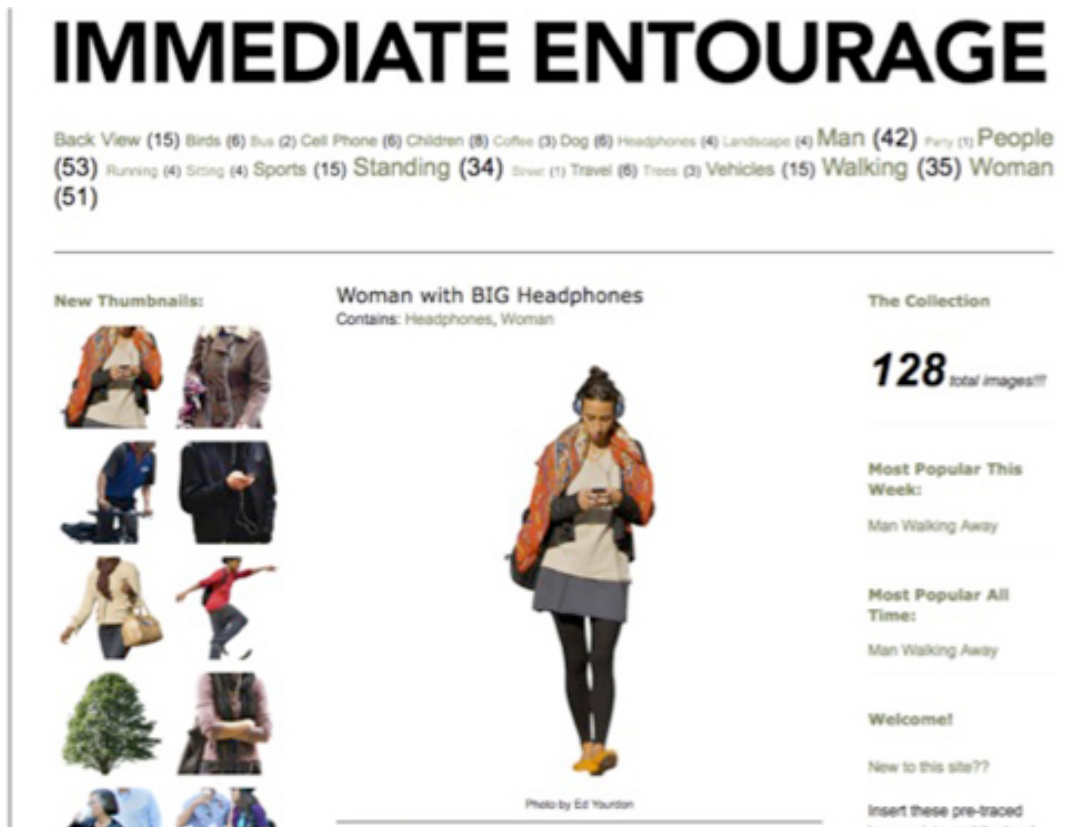 IMMEDIATE ENTOURAGE
Back View (15) Birds (6) Bus (2) Cell Phone (6) Children (8) Coffee (3) Dog (6) Headphones (4) Landscape (4) Man (42) Party (1) People
(53) Running (4) Sitting (4) Sports (15) Standing (34) Street (1) Travel (6) Trees (3) Vehicles (15) Walking (35) Woman
(51)
New Thumbnails:
Woman with BIG Headphones
Contains: Headphones, Woman
Photo by Ed Yourdon
The Collection
128 total images!!!
Most Popular This
Week:
Man Walking Away
Most Popular All
Time:
Man Walking Away
Welcome!
New to this site??
Insert these pre-traced